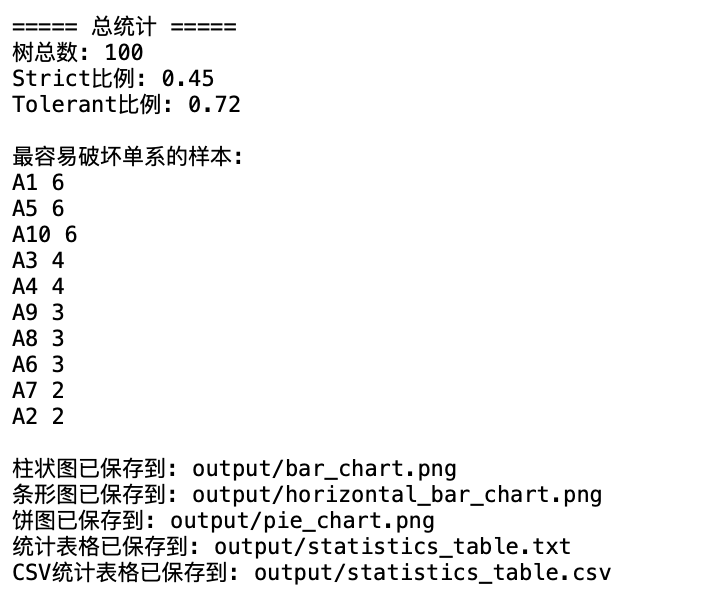 ===== 总统计 =====
树总数: 100
Strict比例: 0.45
Tolerant比例: 0.72
最容易破坏单系的样本:
A1 6
A5 6
A10 6
A3 4
A4 4
A9 3
A8 3
A6 3
A7 2
A2 2
柱状图已保存到: output/bar_chart.png
条形图已保存到: output/horizontal_bar_chart.png
饼图已保存到: output/pie_chart.png
统计表格已保存到: output/statistics_table.txt
CSV统计表格已保存到: output/statistics_table.csv